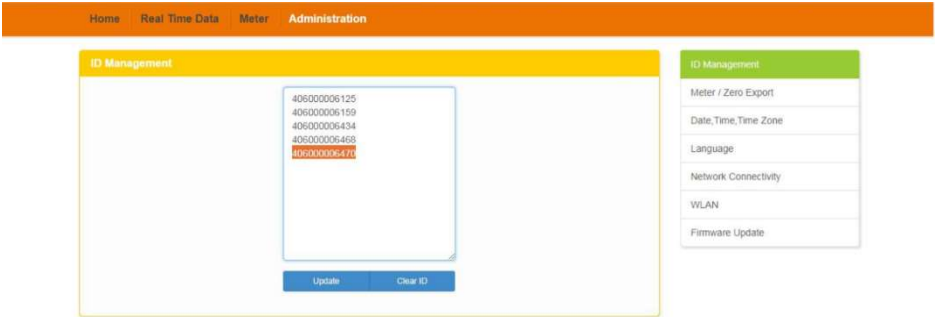 Home Real Time Data Meter Administration
ID Management
406000006125
406000006159
406000006434
406000006468
406000006470
Update Clear ID
ID Management
Meter / Zero Export
Date,Time,Time Zone
Language
Network Connectivity
WLAN
Firmware Update